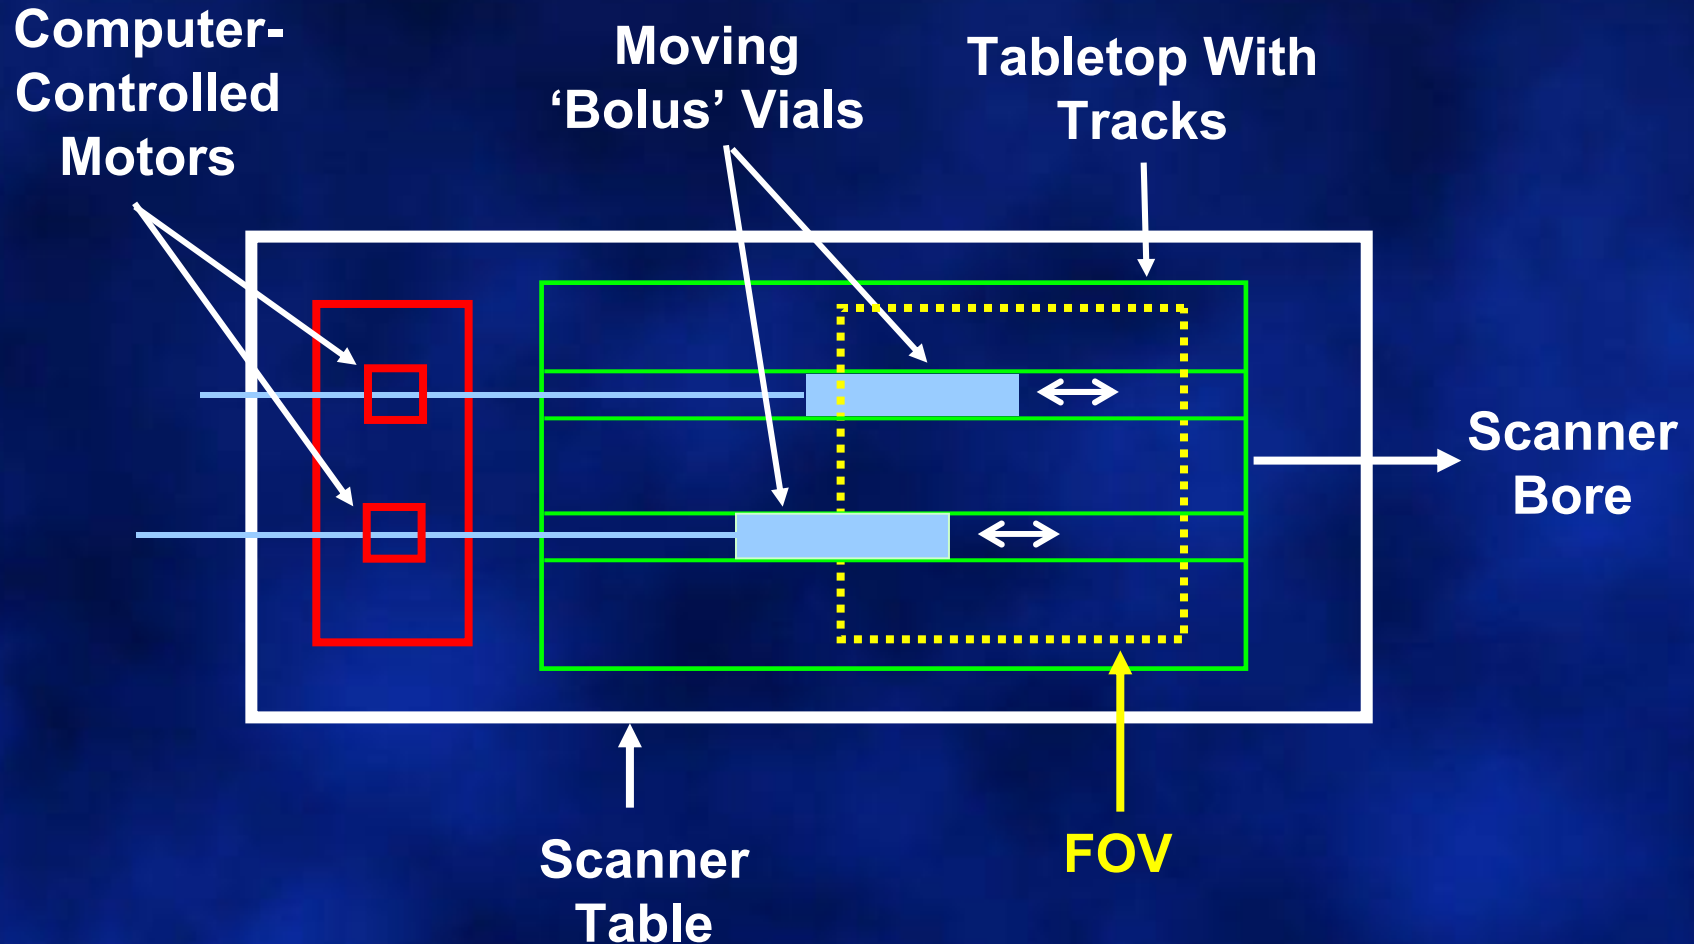 Computer-
Controlled
Motors
Moving
‘Bolus’ Vials
Tabletop With
Tracks
Scanner
Bore
Scanner
Table
FOV